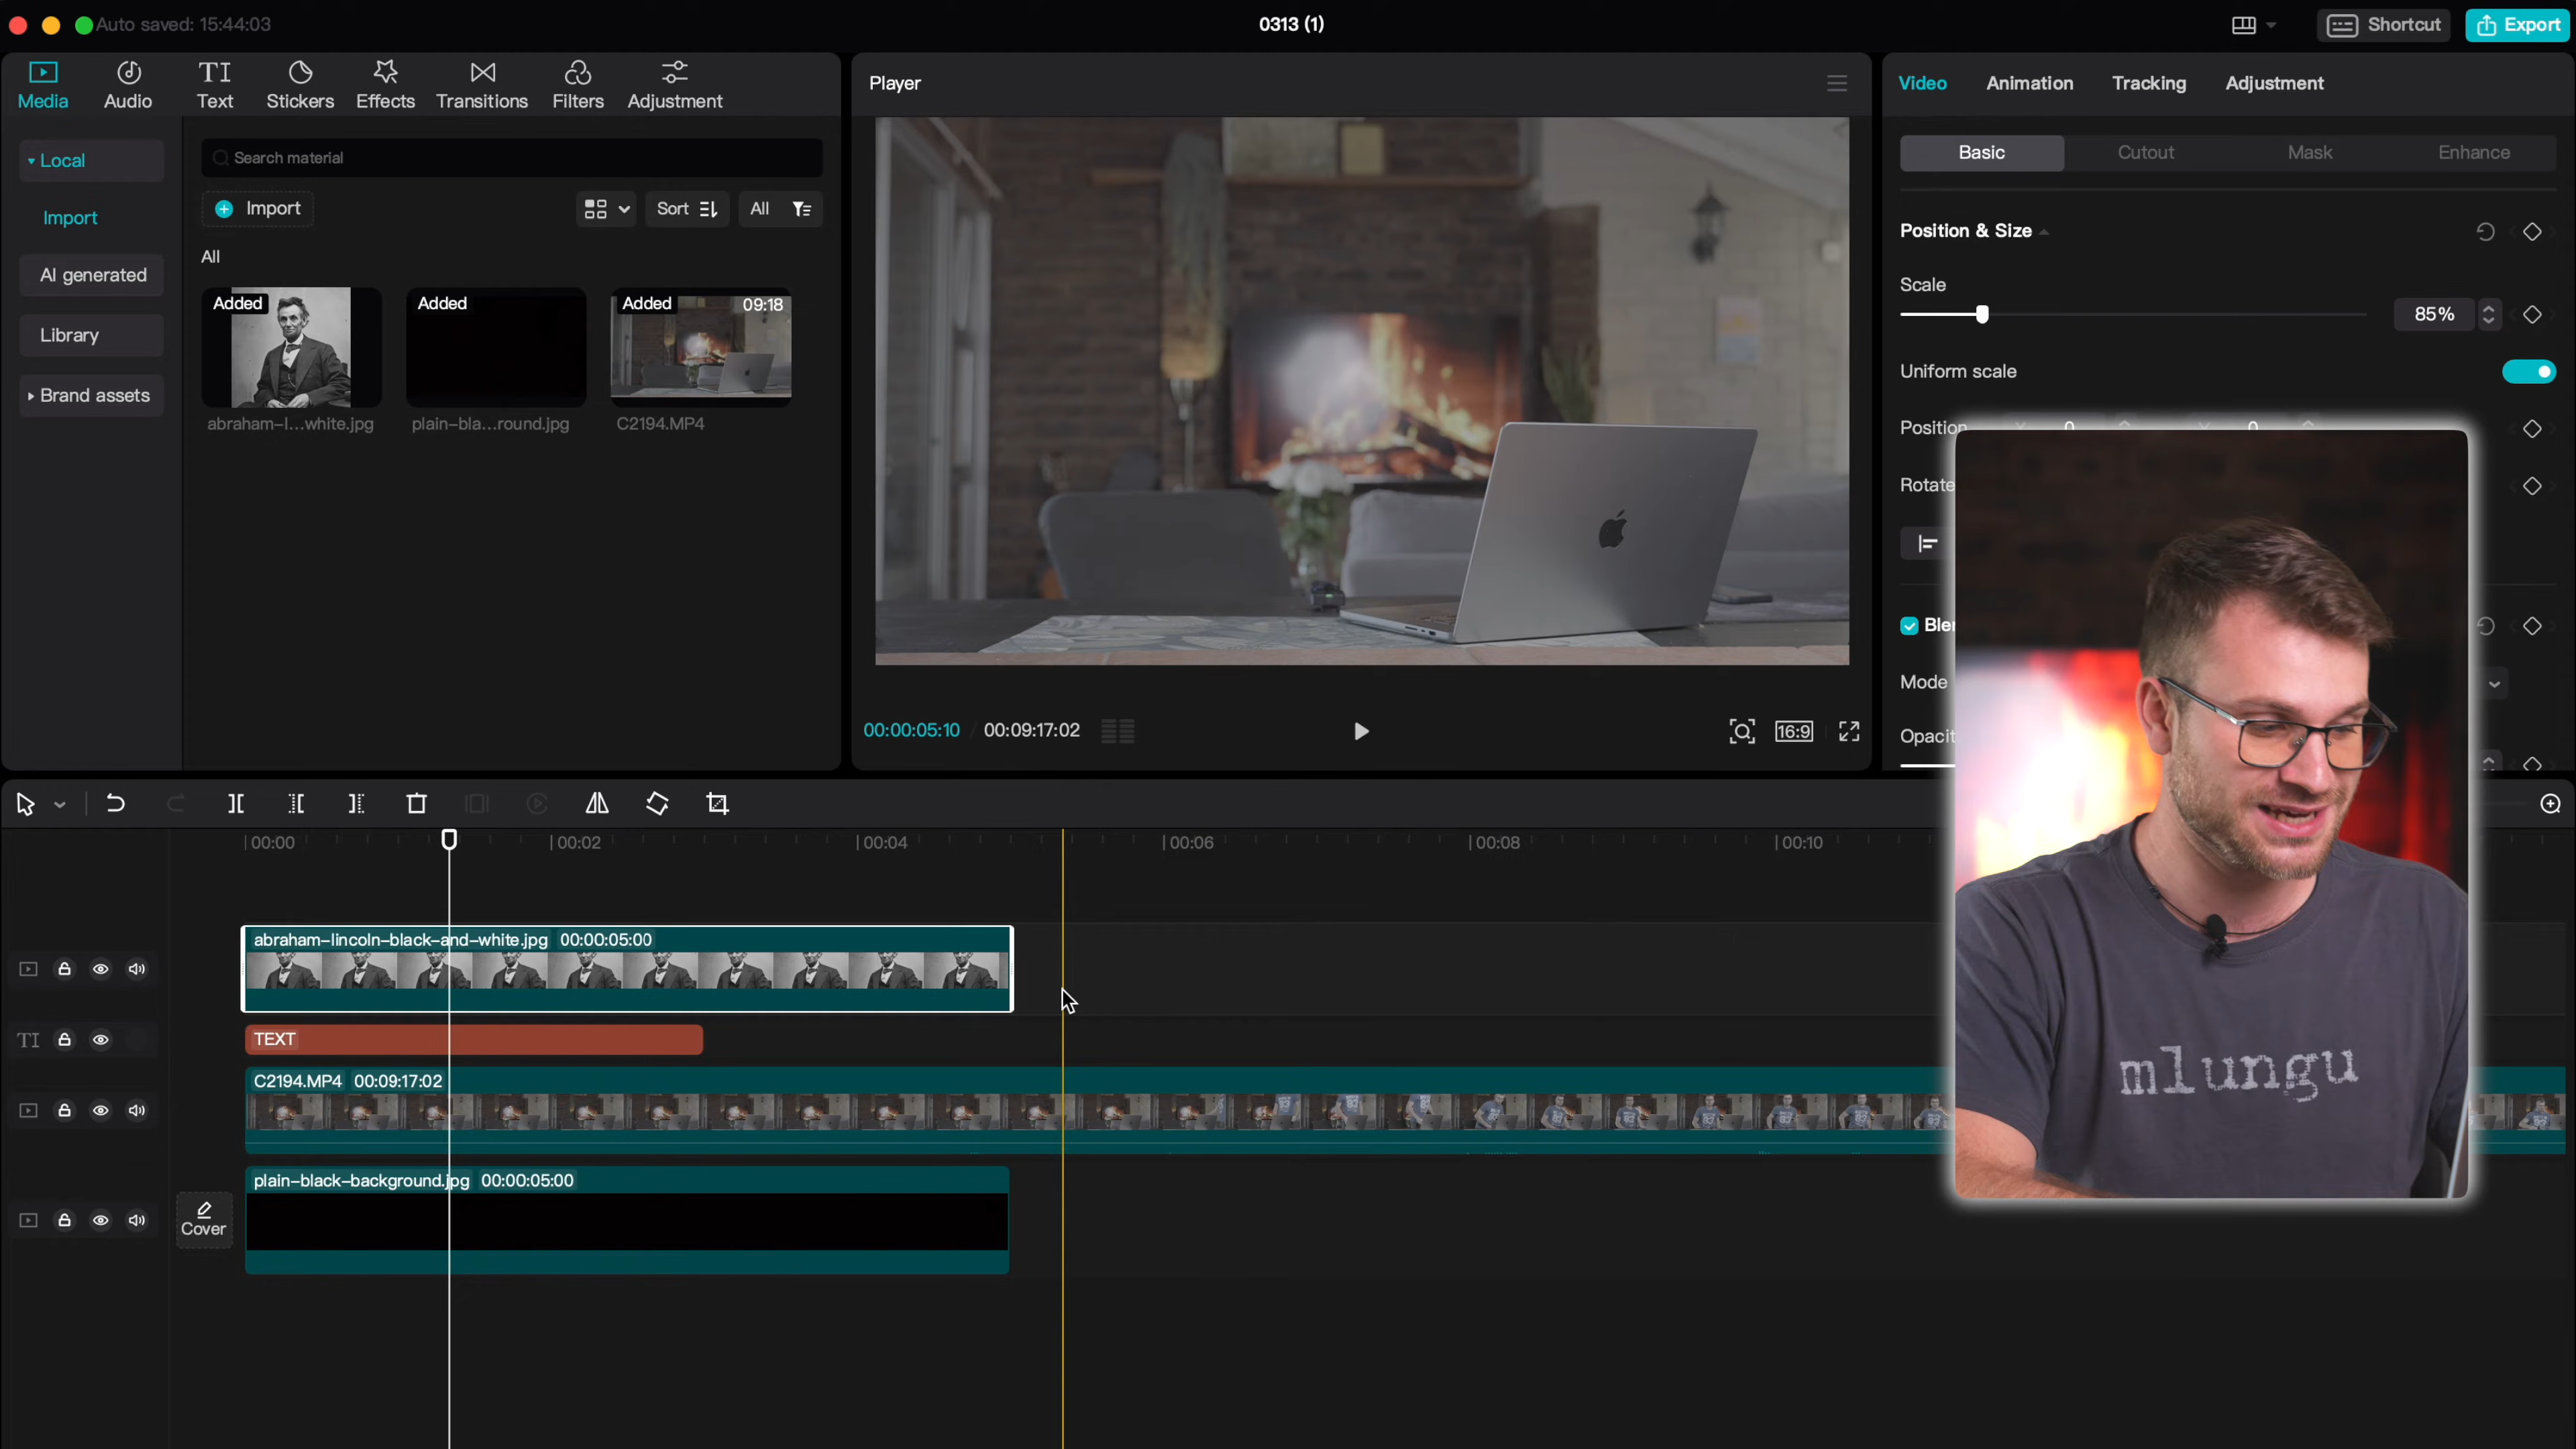 Auto saved: 15:44:03
0313 (1)
Shortcut
Export
Media
Audio
TI
Text
Stickers
Effects
Transitions
Filters
Adjustment
Local
Import
AI generated
Library
Brand assets
Search material
Import
Sort
All
All
Added
Added
Added
09:18
abraham-l...white.jpg
plain-bla...round.jpg
C2194.MP4
Player
00:00:05:10 / 00:09:17:02
16:9
Video
Animation
Tracking
Adjustment
Basic
Cutout
Mask
Enhance
Position & Size
Scale
85%
Uniform scale
Position
Rotate
Mode
00:00
00:02
00:04
00:06
00:08
00:10
abraham-lincoln-black-and-white.jpg 00:00:05:00
TI
TEXT
C2194.MP4 00:09:17:02
plain-black-background.jpg 00:00:05:00
Cover
mlungu